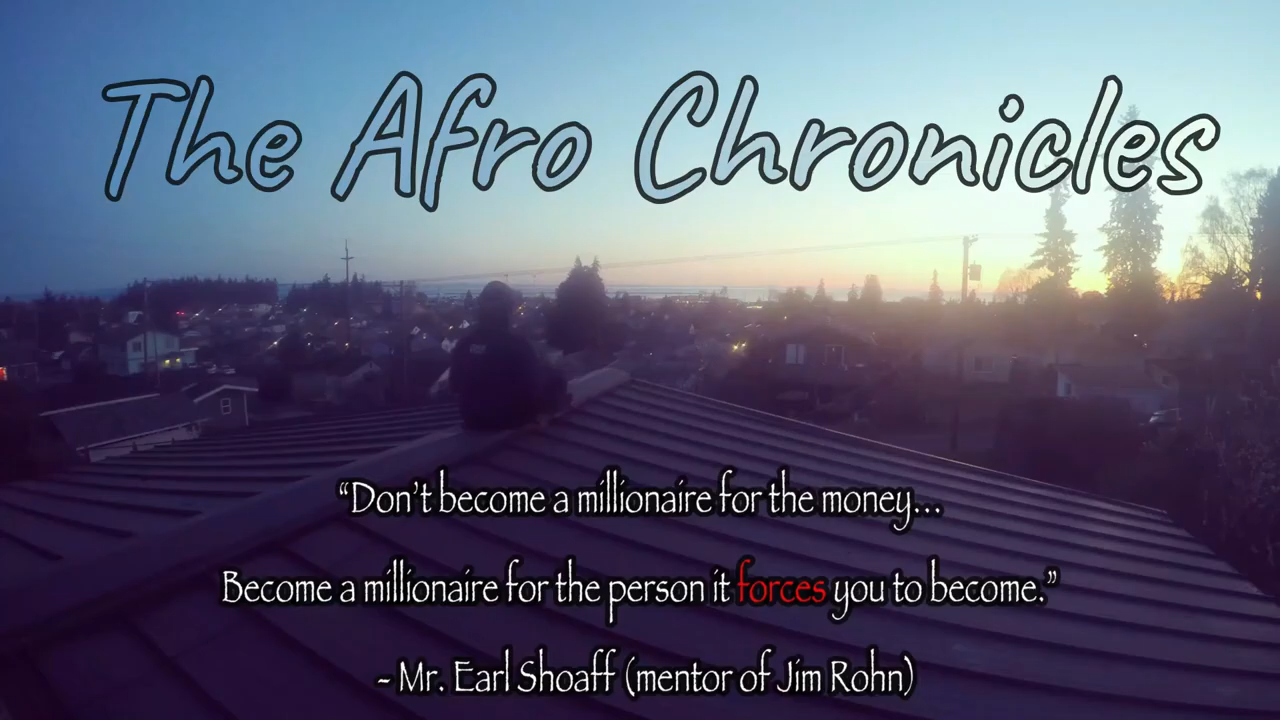 The Afro Chronicles
“Don’t become a millionaire for the money...
Become a millionaire for the person it forces you to become.”
- Mr. Earl Shoaff (mentor of Jim Rohn)